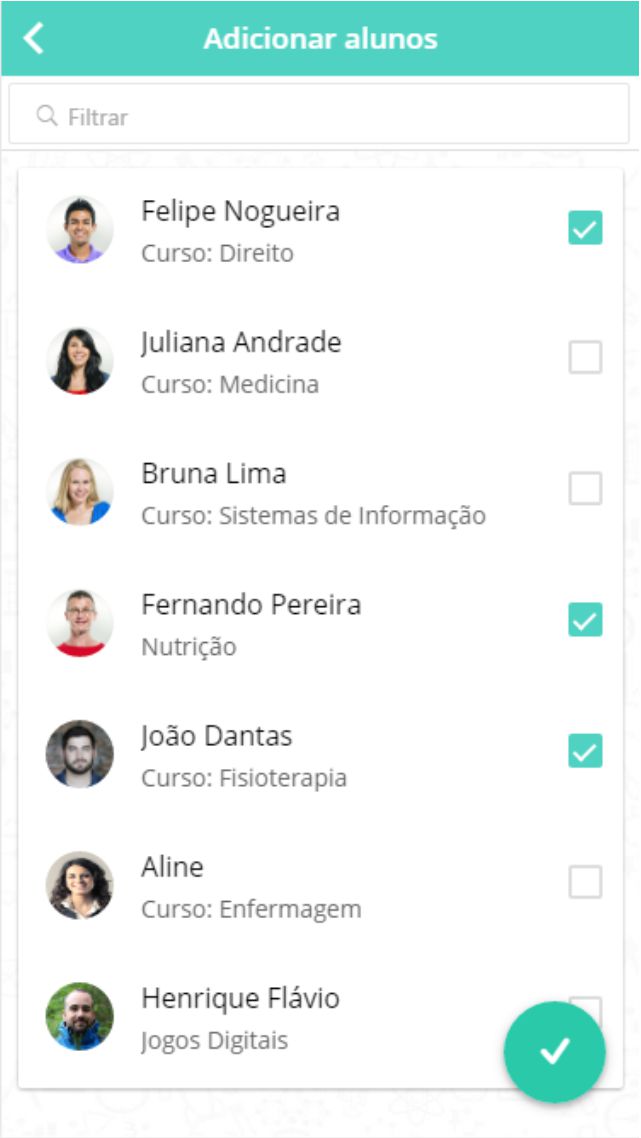 Adicionar alunos
Filtrar
Felipe Nogueira
Curso: Direito
Juliana Andrade
Curso: Medicina
Bruna Lima
Curso: Sistemas de Informação
Fernando Pereira
Nutrição
João Dantas
Curso: Fisioterapia
Aline
Curso: Enfermagem
Henrique Flávio
Jogos Digitais